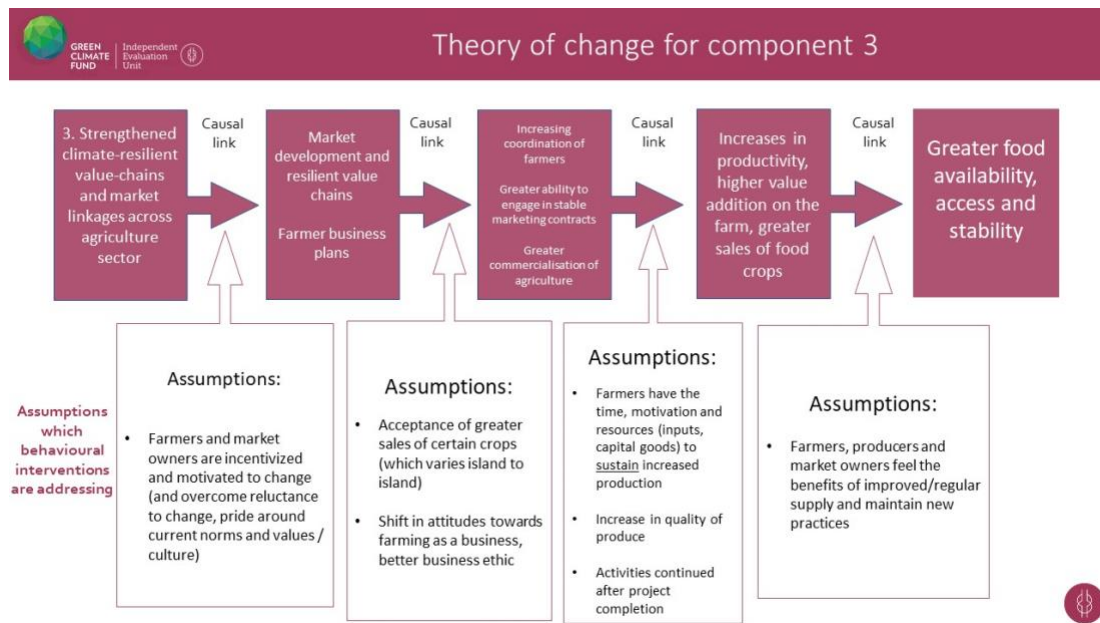 GREEN
CLIMATE
FUND
Independent
Evaluation
Unit
Theory of change for component 3
3. Strengthened
climate-resilient
value-chains
and market
linkages across
agriculture
sector
Causal
link
Market
development and
resilient value
chains
Farmer business
plans
Causal
link
Increasing
coordination of
farmers
Greater ability to
engage in stable
marketing contracts
Greater
commercialisation of
agriculture
Causal
link
Increases in
productivity,
higher value
addition on the
farm, greater
sales of food
crops
Causal
link
Greater food
availability,
access and
stability
Assumptions
which
behavioural
interventions
are addressing
Assumptions:
• Farmers and market
owners are incentivized
and motivated to change
(and overcome reluctance
to change, pride around
current norms and values /
culture)
Assumptions:
• Acceptance of greater
sales of certain crops
(which varies island to
island)
• Shift in attitudes towards
farming as a business,
better business ethic
Assumptions:
• Farmers have the
time, motivation and
resources (inputs,
capital goods) to
sustain increased
production
• Increase in quality of
produce
• Activities continued
after project
completion
Assumptions:
• Farmers, producers and
market owners feel the
benefits of improved/regular
supply and maintain new
practices